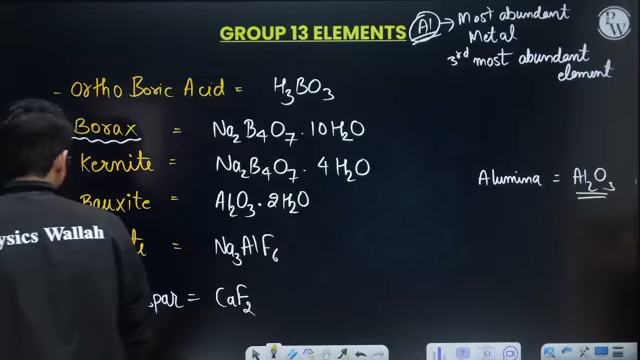 GROUP 13 ELEMENTS
Al → Most abundant
Metal
3rd most abundant
element
- Ortho Boric Acid = H₃BO₃
Borax = Na₂B₄O₇.10H₂O
Kernite = Na₂B₄O₇.4H₂O
Bauxite = Al₂O₃.2H₂O
= Na₃AlF₆
spar = CaF₂
Alumina = Al₂O₃
ysics Wallah